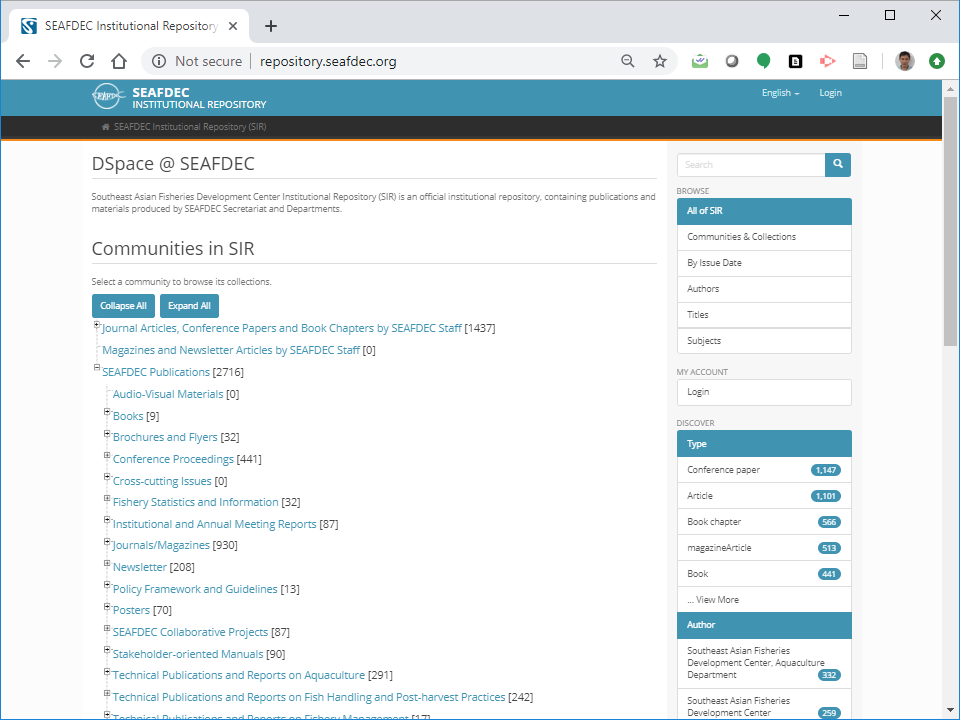 SEAFDEC Institutional Repository
Not secure | repository.seafdec.org
SEAFDEC
INSTITUTIONAL REPOSITORY
English
Login
SEAFDEC Institutional Repository (SIR)
DSpace @ SEAFDEC
Southeast Asian Fisheries Development Center Institutional Repository (SIR) is an official institutional repository, containing publications and
materials produced by SEAFDEC Secretariat and Departments.
Communities in SIR
Select a community to browse its collections.
Collapse All
Expand All
Journal Articles, Conference Papers and Book Chapters by SEAFDEC Staff [1437]
Magazines and Newsletter Articles by SEAFDEC Staff [0]
SEAFDEC Publications [2716]
Audio-Visual Materials [0]
Books [9]
Brochures and Flyers [32]
Conference Proceedings [441]
Cross-cutting Issues [0]
Fishery Statistics and Information [32]
Institutional and Annual Meeting Reports [87]
Journals/Magazines [930]
Newsletter [208]
Policy Framework and Guidelines [13]
Posters [70]
SEAFDEC Collaborative Projects [87]
Stakeholder-oriented Manuals [90]
Technical Publications and Reports on Aquaculture [291]
Technical Publications and Reports on Fish Handling and Post-harvest Practices [242]
Technical Publications and Reports on Fishery Management [17]
Search
BROWSE
All of SIR
Communities & Collections
By Issue Date
Authors
Titles
Subjects
MY ACCOUNT
Login
DISCOVER
Type
Conference paper 1,147
Article 1,101
Book chapter 566
magazineArticle 513
Book 441
... View More
Author
Southeast Asian Fisheries
Development Center, Aquaculture
Department 332
Southeast Asian Fisheries
Development Center 259